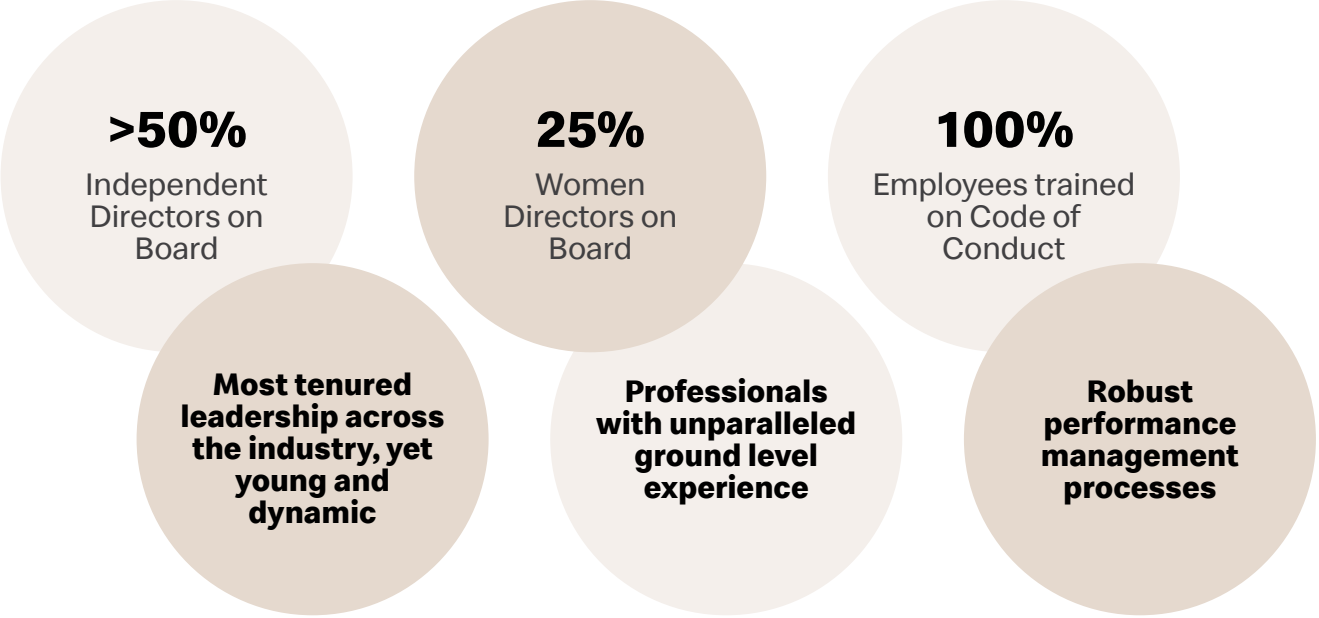 >50%
Independent
Directors on
Board
25%
Women
Directors on
Board
100%
Employees trained
on Code of
Conduct
Most tenured
leadership across
the industry, yet
young and
dynamic
Professionals
with unparalleled
ground level
experience
Robust
performance
management
processes